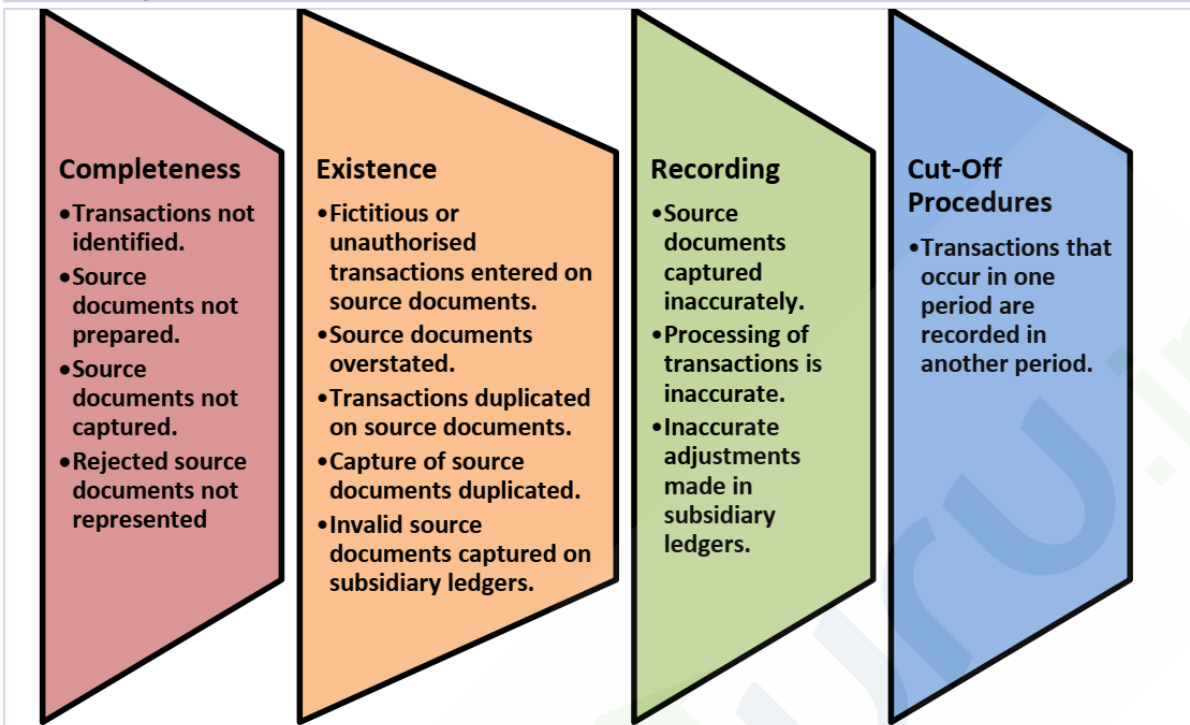 Completeness
•Transactions not
identified.
•Source
documents not
prepared.
•Source
documents not
captured.
•Rejected source
documents not
represented
Existence
•Fictitious or
unauthorised
transactions entered on
source documents.
•Source documents
overstated.
•Transactions duplicated
on source documents.
•Capture of source
documents duplicated.
•Invalid source
documents captured on
subsidiary ledgers.
Recording
•Source
documents
captured
inaccurately.
•Processing of
transactions is
inaccurate.
•Inaccurate
adjustments
made in
subsidiary
ledgers.
Cut-Off
Procedures
•Transactions that
occur in one
period are
recorded in
another period.